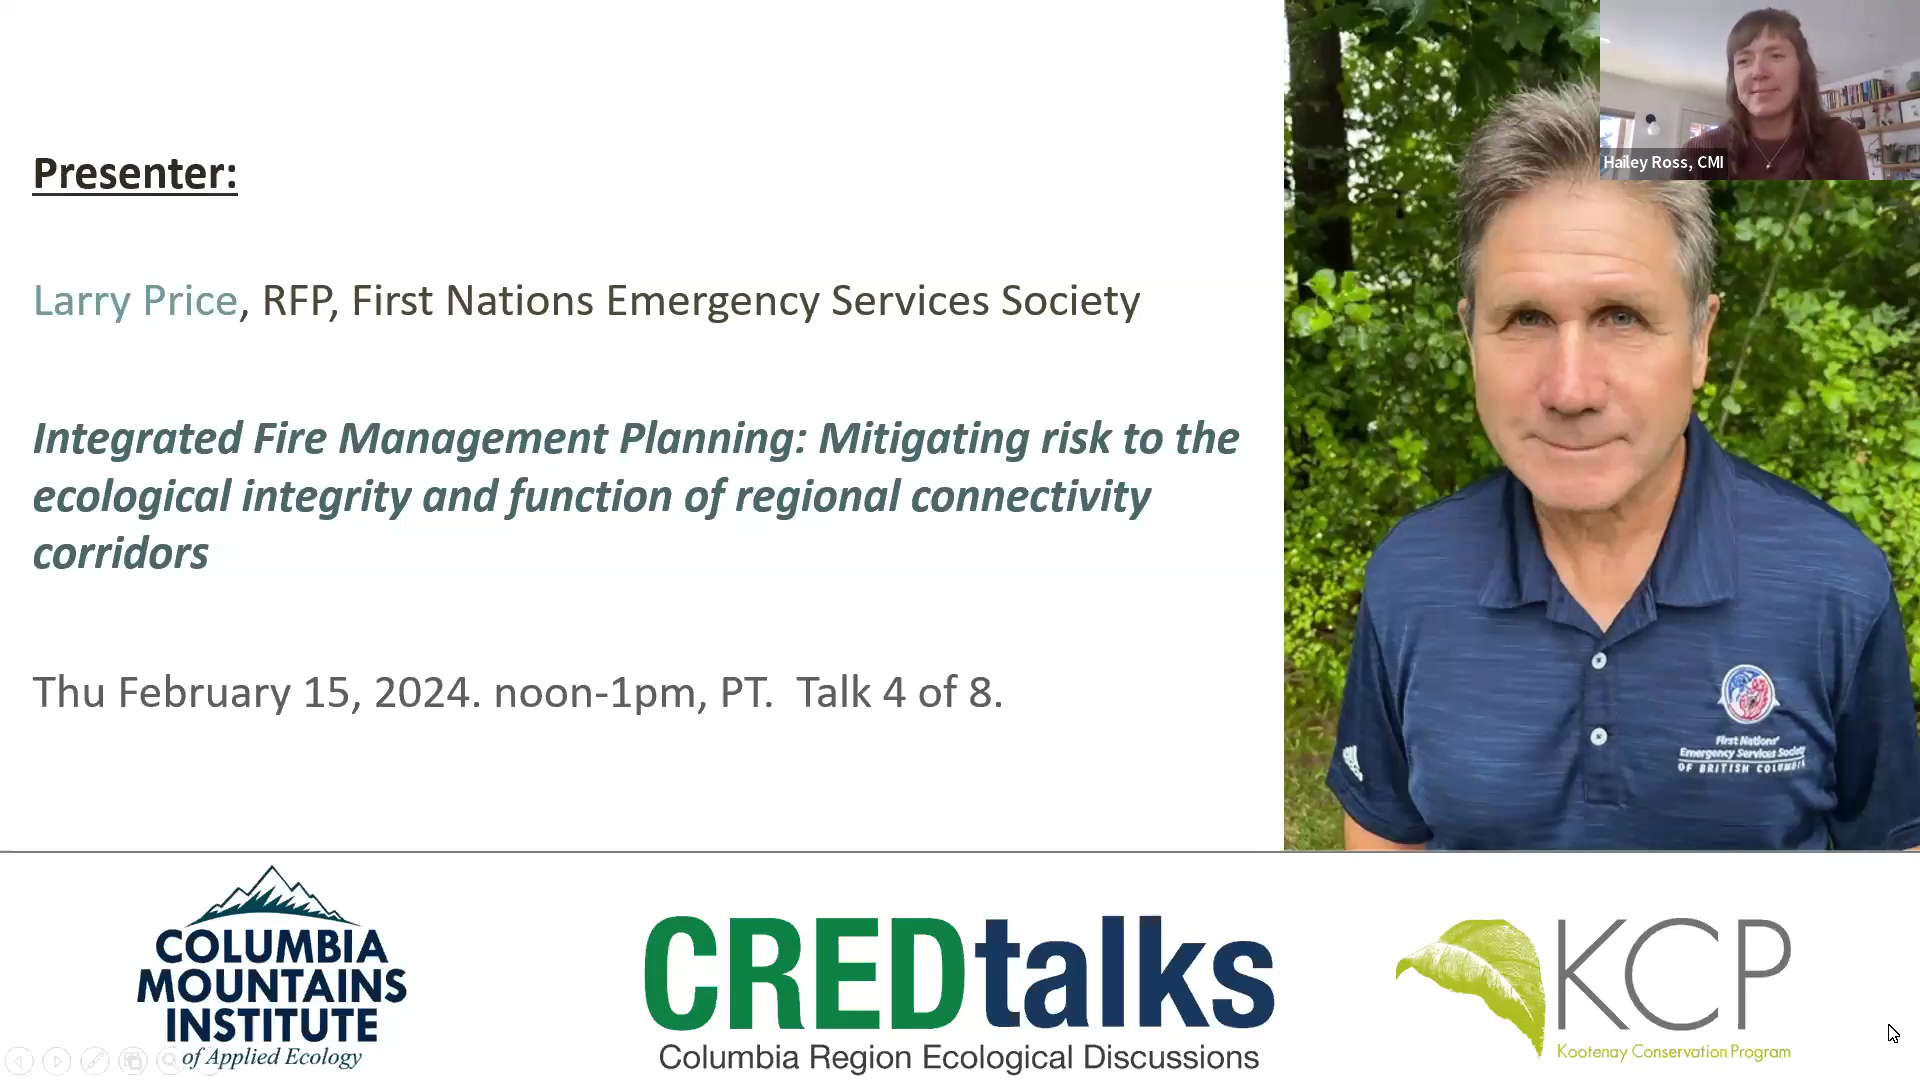 Hailey Ross, CMI
Presenter:
Larry Price, RFP, First Nations Emergency Services Society
Integrated Fire Management Planning: Mitigating risk to the
ecological integrity and function of regional connectivity
corridors
Thu February 15, 2024. noon-1pm, PT.  Talk 4 of 8.
First Nations'
Emergency Services Society
OF BRITISH COLUMBIA
COLUMBIA
MOUNTAINS
INSTITUTE
of Applied Ecology
CREDtalks
Columbia Region Ecological Discussions
KCP
Kootenay Conservation Program